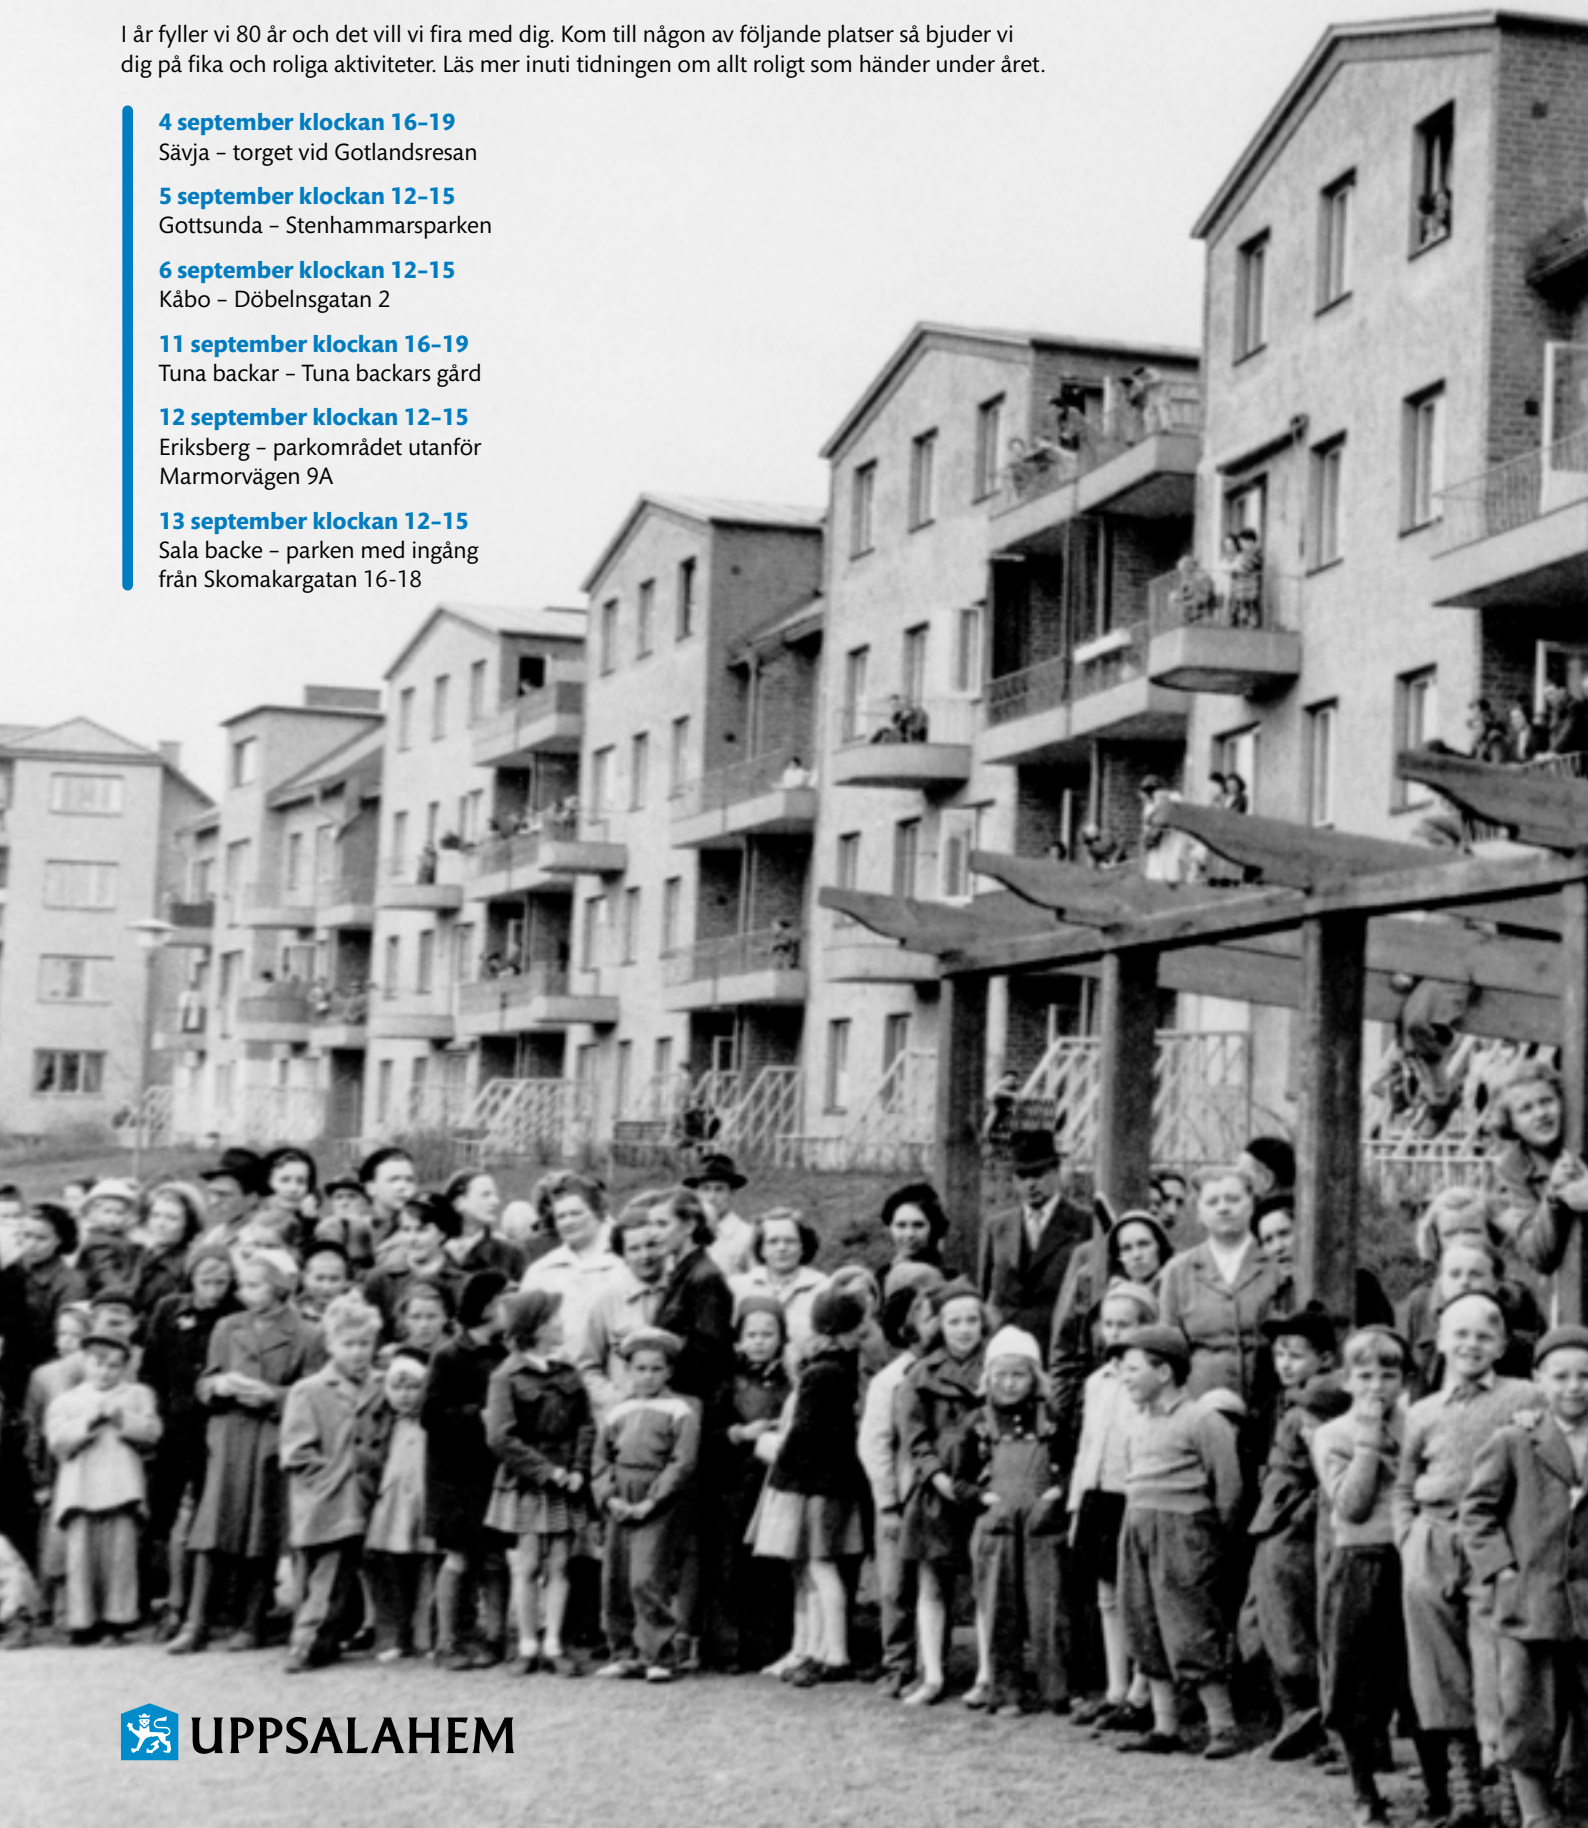 I år fyller vi 80 år och det vill vi fira med dig. Kom till någon av följande platser så bjuder vi
dig på fika och roliga aktiviteter. Läs mer inuti tidningen om allt roligt som händer under året.
4 september klockan 16–19
Sävja – torget vid Gotlandsresan
5 september klockan 12–15
Gottsunda – Stenhammarsparken
6 september klockan 12–15
Kåbo – Döbelnsgatan 2
11 september klockan 16–19
Tuna backar – Tuna backars gård
12 september klockan 12–15
Eriksberg – parkområdet utanför
Marmorvägen 9A
13 september klockan 12–15
Sala backe – parken med ingång
från Skomakargatan 16-18
UPPSALAHEM